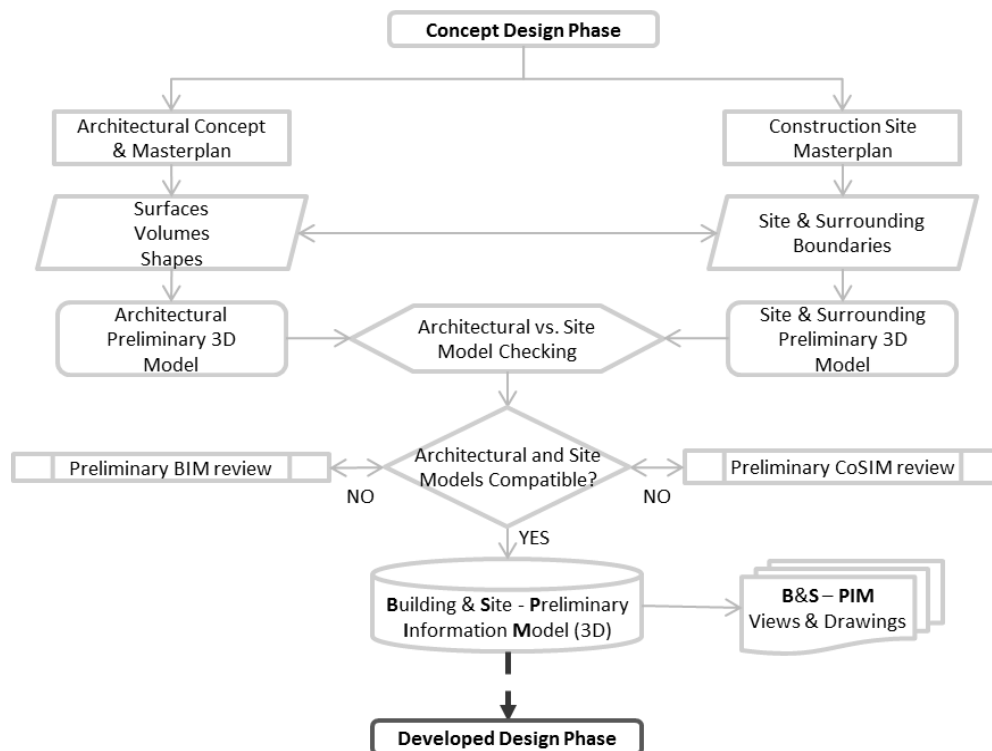 Concept Design Phase
Architectural Concept
& Masterplan
Construction Site
Masterplan
Surfaces
Volumes
Shapes
Site & Surrounding
Boundaries
Architectural
Preliminary 3D
Model
Architectural vs. Site
Model Checking
Site & Surrounding
Preliminary 3D
Model
Preliminary BIM review
NO
Architectural and Site
Models Compatible?
Preliminary CoSIM review
NO
YES
Building & Site - Preliminary
Information Model (3D)
B&S – PIM
Views & Drawings
Developed Design Phase